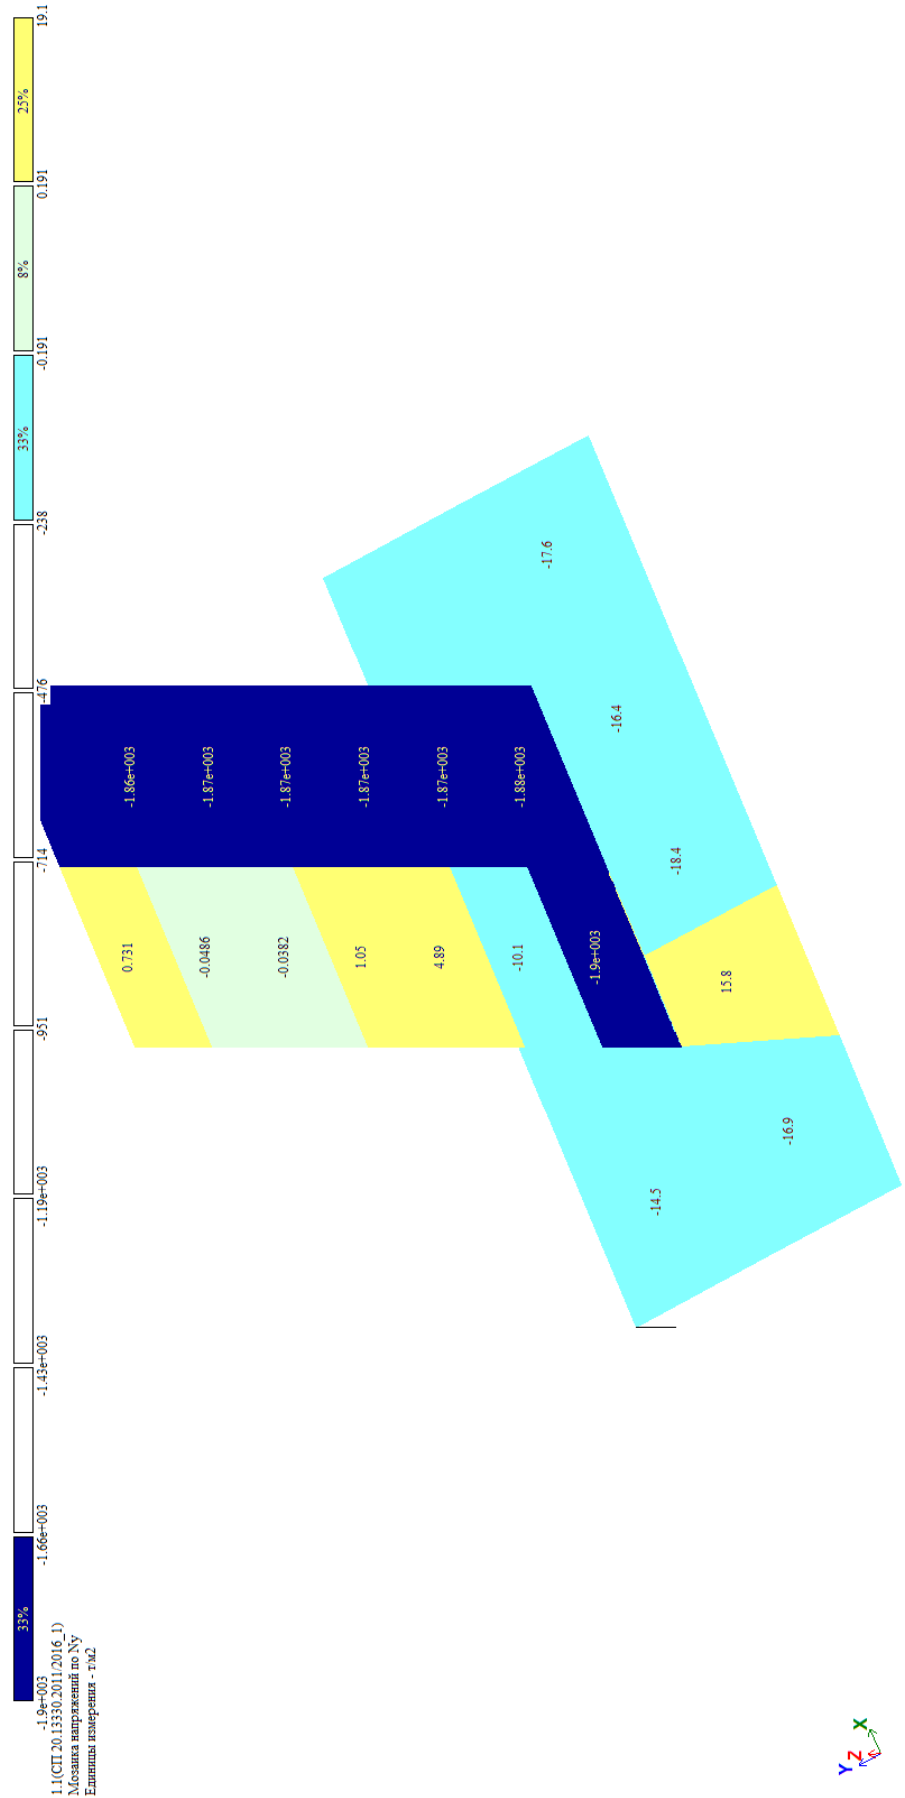 33% 33% 8% 25%
-1.9e+003 -1.66e+003 -1.43e+003 -1.19e+003 -951 -714 -476 -238 -0.191 0.191 19.1
1.1(СП 20.13330.2011/2016_1)
Мозаика напряжений по Ny
Единицы измерения - т/м2
0.731 -1.86e+003
-0.0486 -1.87e+003
-0.0382 -1.87e+003
1.05 -1.87e+003
4.89 -1.87e+003
-10.1 -1.88e+003 -17.6
-1.9e+003 -16.4
-14.5 -18.4
15.8
-16.9
Y Z X